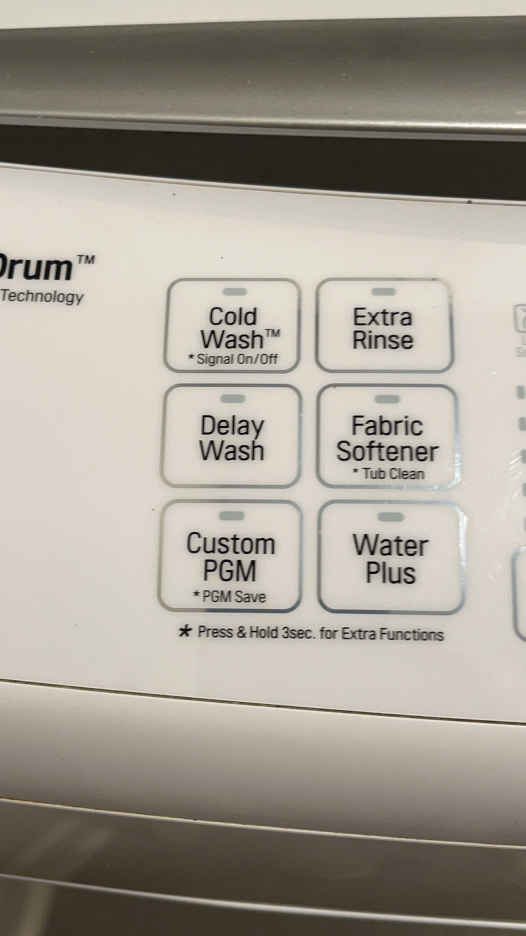 Drum™
Technology
Cold
Wash™
* Signal On/Off
Extra
Rinse
Delay
Wash
Fabric
Softener
* Tub Clean
Custom
PGM
* PGM Save
Water
Plus
* Press & Hold 3sec. for Extra Functions